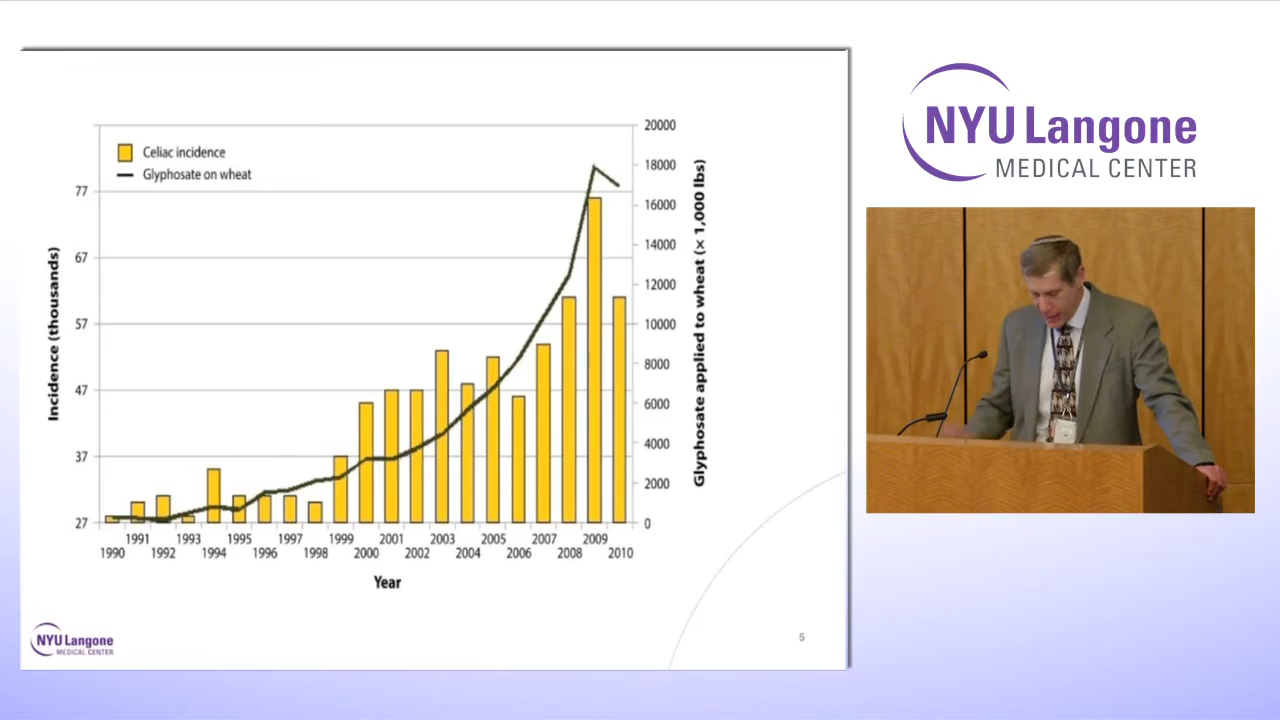 Celiac incidence
Glyphosate on wheat
Incidence (thousands)
77
67
57
47
37
27
20000
18000
16000
14000
12000
10000
8000
6000
4000
2000
0
Glyphosate applied to wheat (× 1,000 lbs)
1991 1993 1995 1997 1999 2001 2003 2005 2007 2009
1990 1992 1994 1996 1998 2000 2002 2004 2006 2008 2010
Year
NYU Langone
MEDICAL CENTER
5
NYU Langone
MEDICAL CENTER